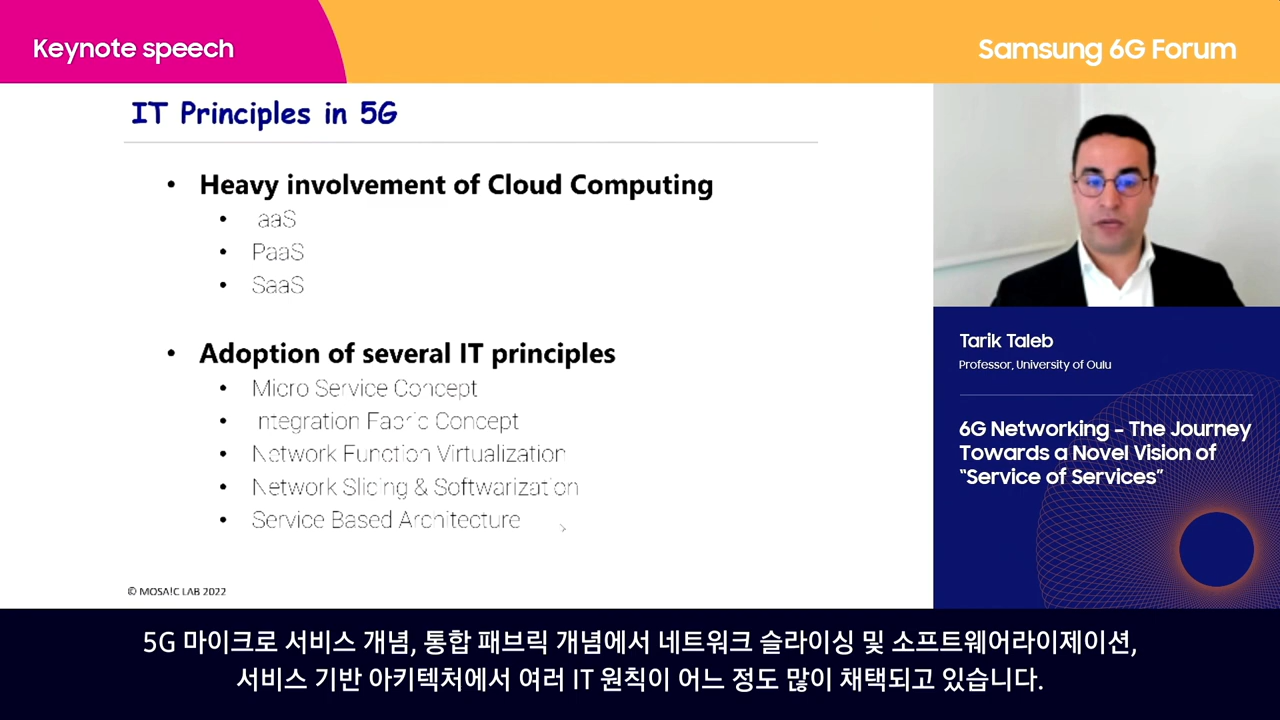 Keynote speech
Samsung 6G Forum
IT Principles in 5G
• Heavy involvement of Cloud Computing
• aaS
• PaaS
• SaaS
• Adoption of several IT principles
• Micro Service Concept
• ntegration Fabric Concept
• Network Function Virtualization
• Network Slicing & Softwarization
• Service Based Architecture
© MOSA!C LAB 2022
Tarik Taleb
Professor, University of Oulu
6G Networking – The Journey
Towards a Novel Vision of
“Service of Services”
5G 마이크로 서비스 개념, 통합 패브릭 개념에서 네트워크 슬라이싱 및 소프트웨어라이제이션,
서비스 기반 아키텍처에서 여러 IT 원칙이 어느 정도 많이 채택되고 있습니다.